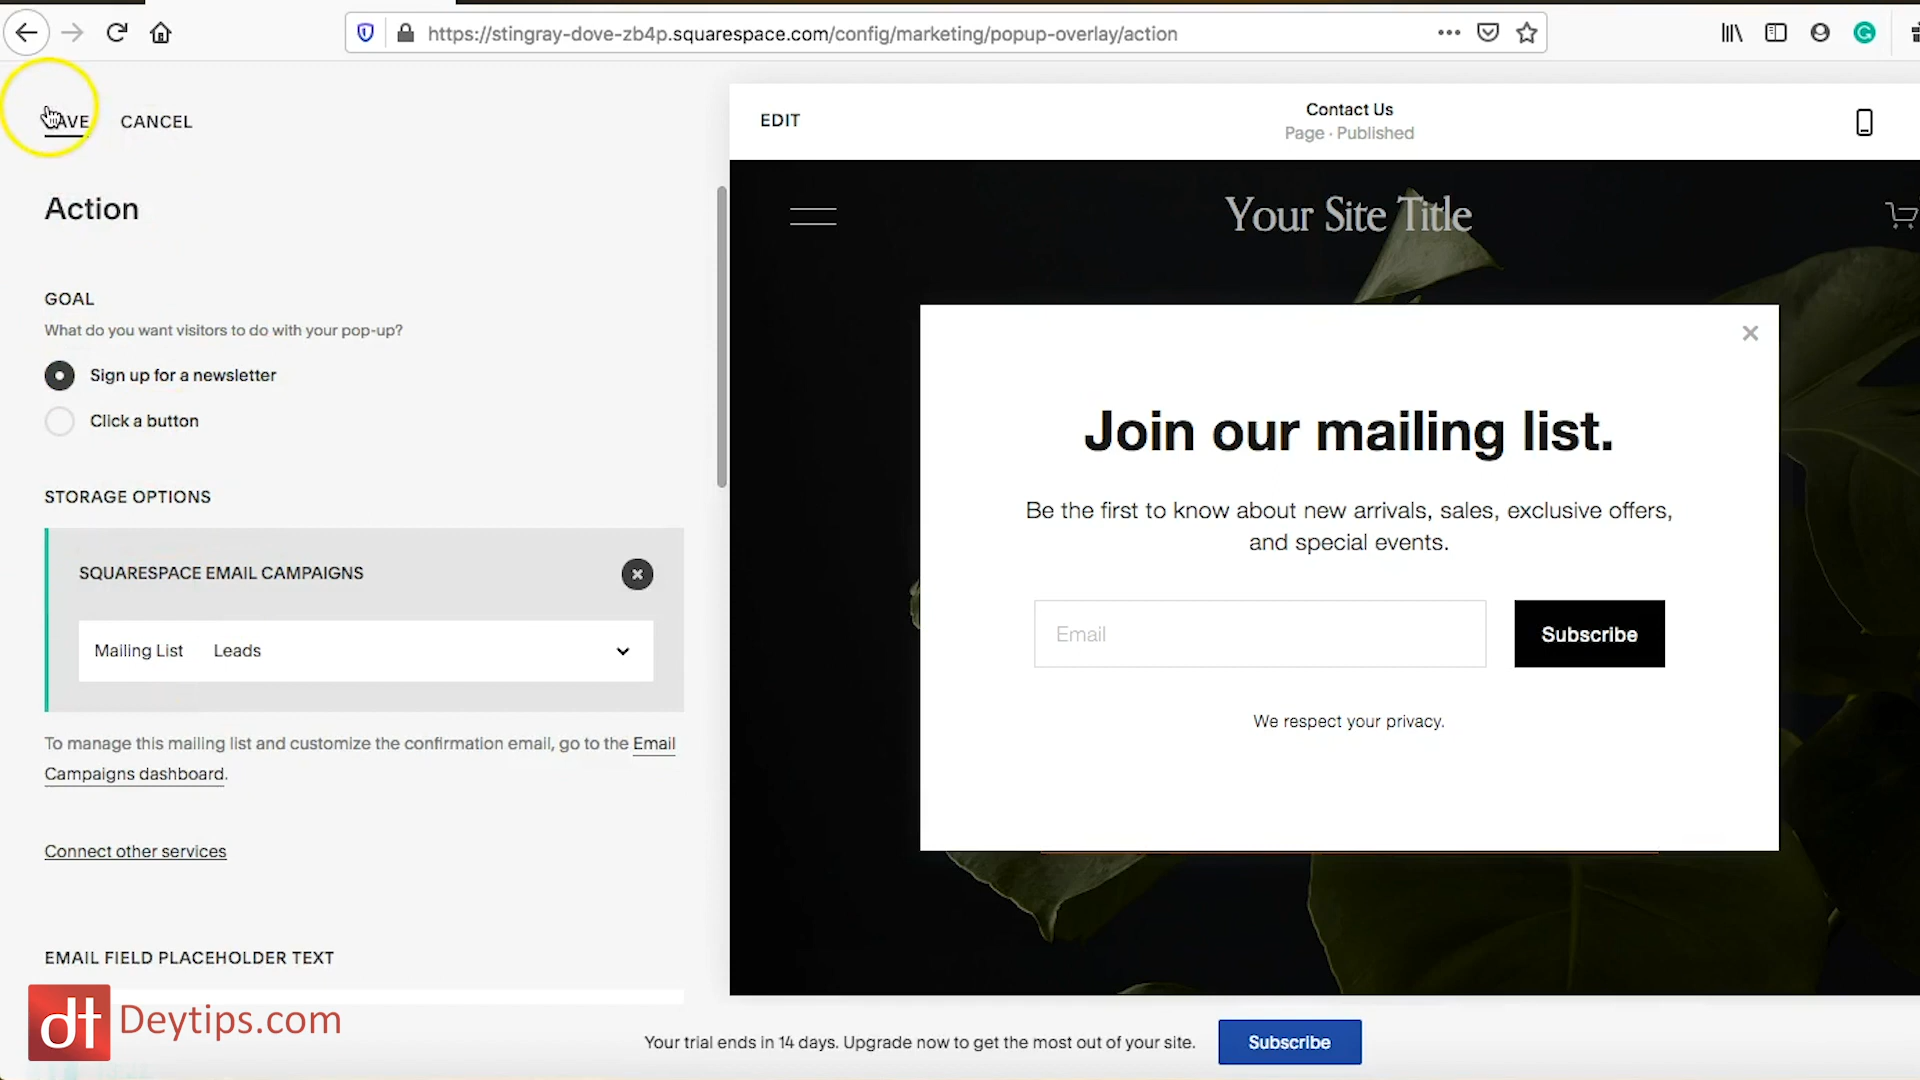 https://stingray-dove-zb4p.squarespace.com/config/marketing/popup-overlay/action
CANCEL
Action
GOAL
What do you want visitors to do with your pop-up?
Sign up for a newsletter
Click a button
STORAGE OPTIONS
SQUARESPACE EMAIL CAMPAIGNS
Mailing List Leads
To manage this mailing list and customize the confirmation email, go to the Email
Campaigns dashboard.
Connect other services
EMAIL FIELD PLACEHOLDER TEXT
dt Deytips.com
EDIT
Contact Us
Page · Published
Your Site Title
Join our mailing list.
Be the first to know about new arrivals, sales, exclusive offers,
and special events.
Email
Subscribe
We respect your privacy.
Your trial ends in 14 days. Upgrade now to get the most out of your site.
Subscribe